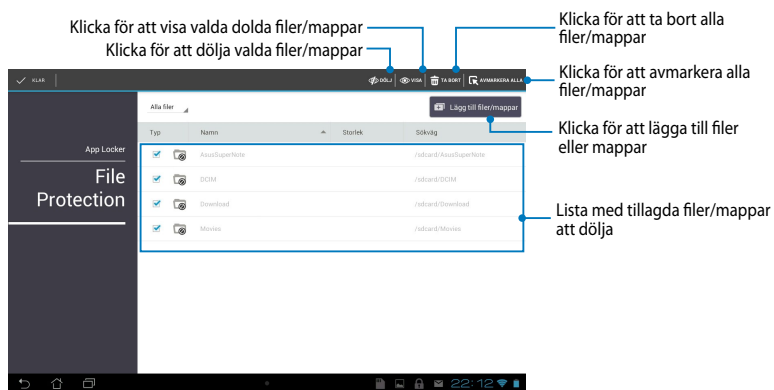 Klicka för att visa valda dolda filer/mappar
Klicka för att dölja valda filer/mappar
Klicka för att ta bort alla
filer/mappar
Klicka för att avmarkera alla
filer/mappar
Klicka för att lägga till filer
eller mappar
Lista med tillagda filer/mappar
att dölja
KLAR
DÖLJ VISA TA BORT AVMARKERA ALLA
Alla filer
Lägg till filer/mappar
Typ Namn Storlek Sökväg
App Locker
File
Protection
AsusSuperNote /sdcard/AsusSuperNote
DCIM /sdcard/DCIM
Download /sdcard/Download
Movies /sdcard/Movies
22:12